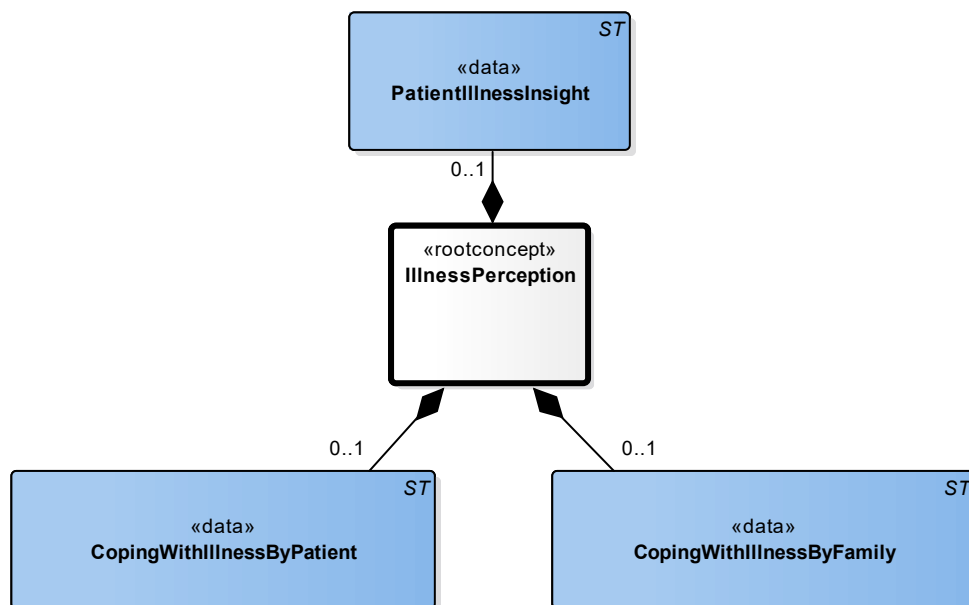 ST
«data»
PatientIllnessInsight
0..1
«rootconcept»
IllnessPerception
0..1
0..1
ST
«data»
CopingWithIllnessByPatient
ST
«data»
CopingWithIllnessByFamily